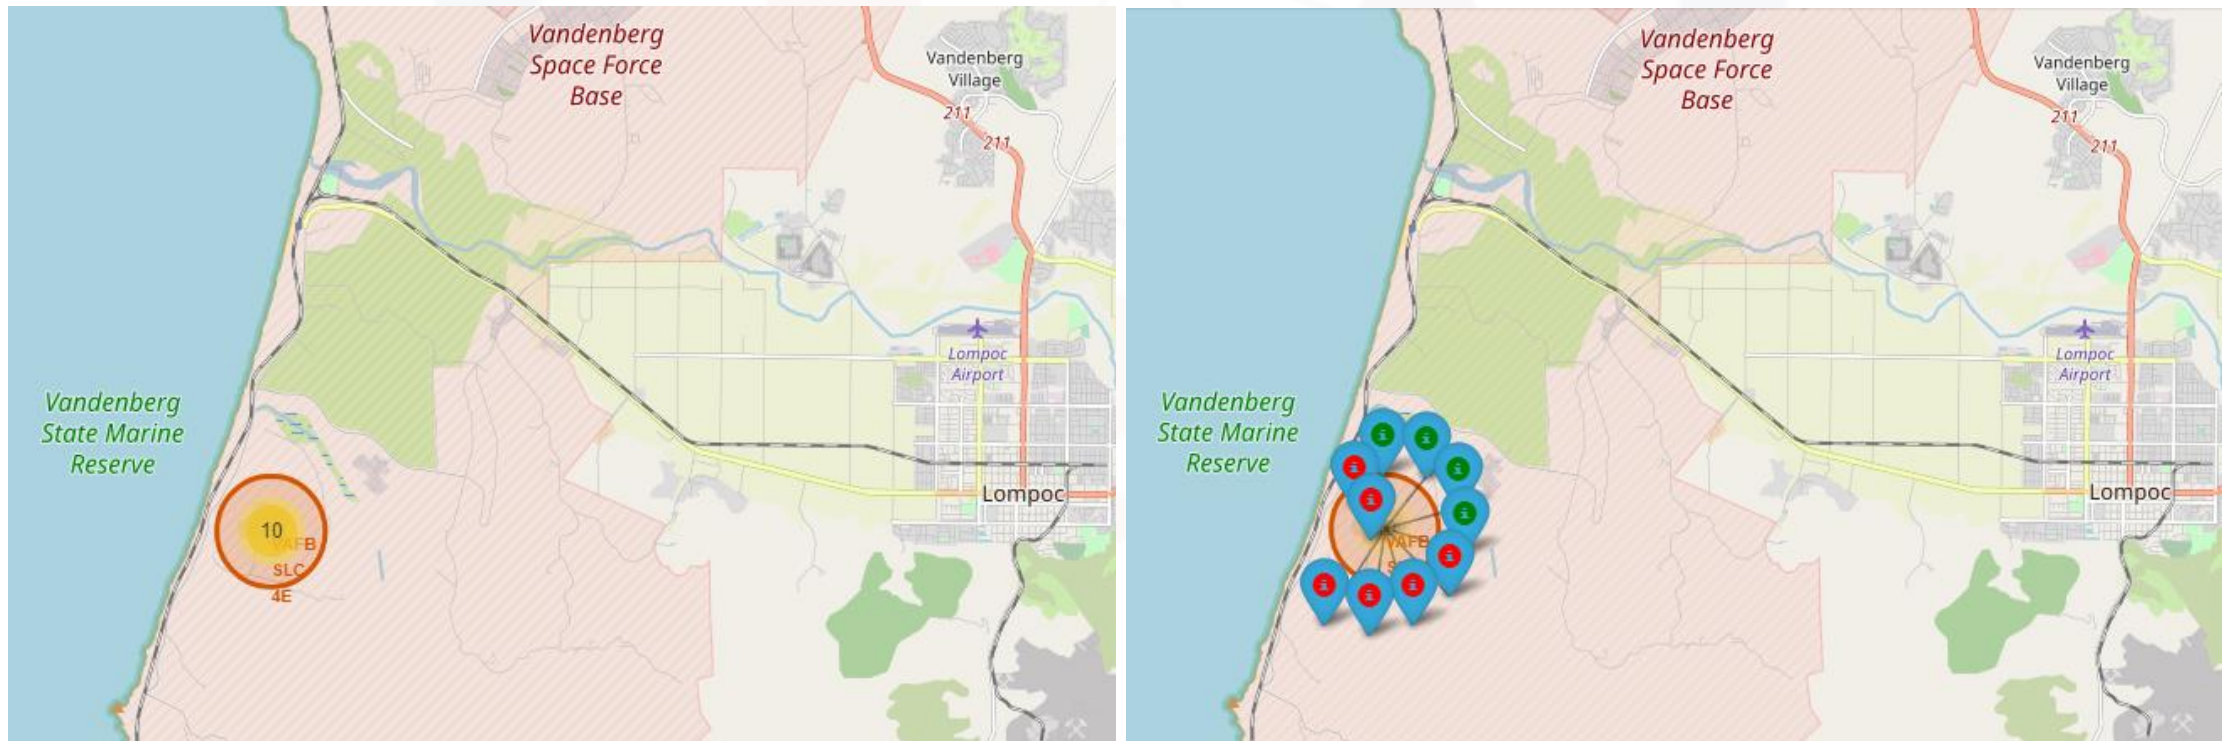 Vandenberg
Space Force
Base
Vandenberg
Village
211
211
Lompoc
Airport
Vandenberg
State Marine
Reserve
Lompoc
10
VAFB
SLC
4E
Vandenberg
Space Force
Base
Vandenberg
Village
211
211
Lompoc
Airport
Vandenberg
State Marine
Reserve
i
i
i
i
i
i
Lompoc
VAFB
i
i
i
i